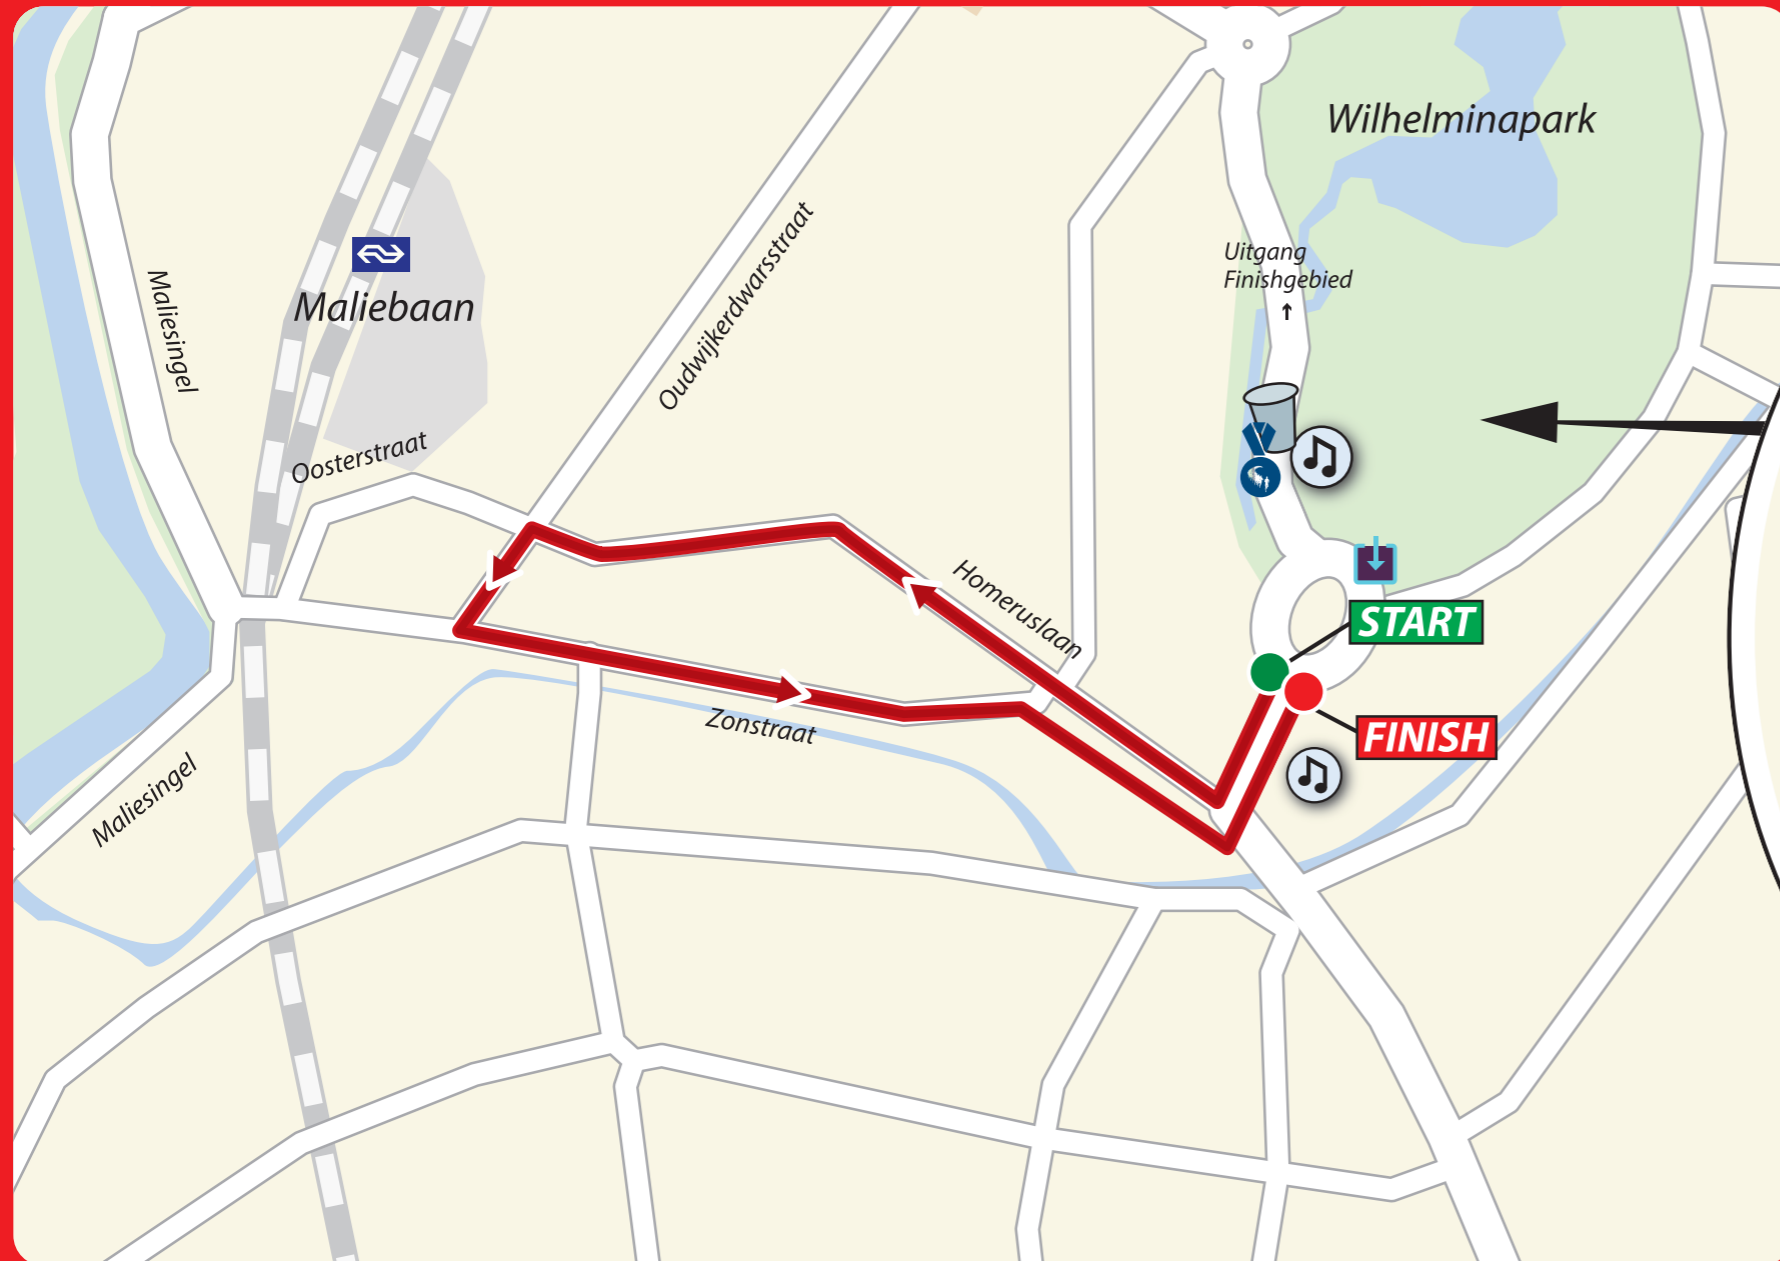 Wilhelminapark
Uitgang
Finishgebied
Maliesingel
Maliebaan
Oudwijkerdwarsstraat
Oosterstraat
Homeruslaan
START
Zonstraat
FINISH
Maliesingel